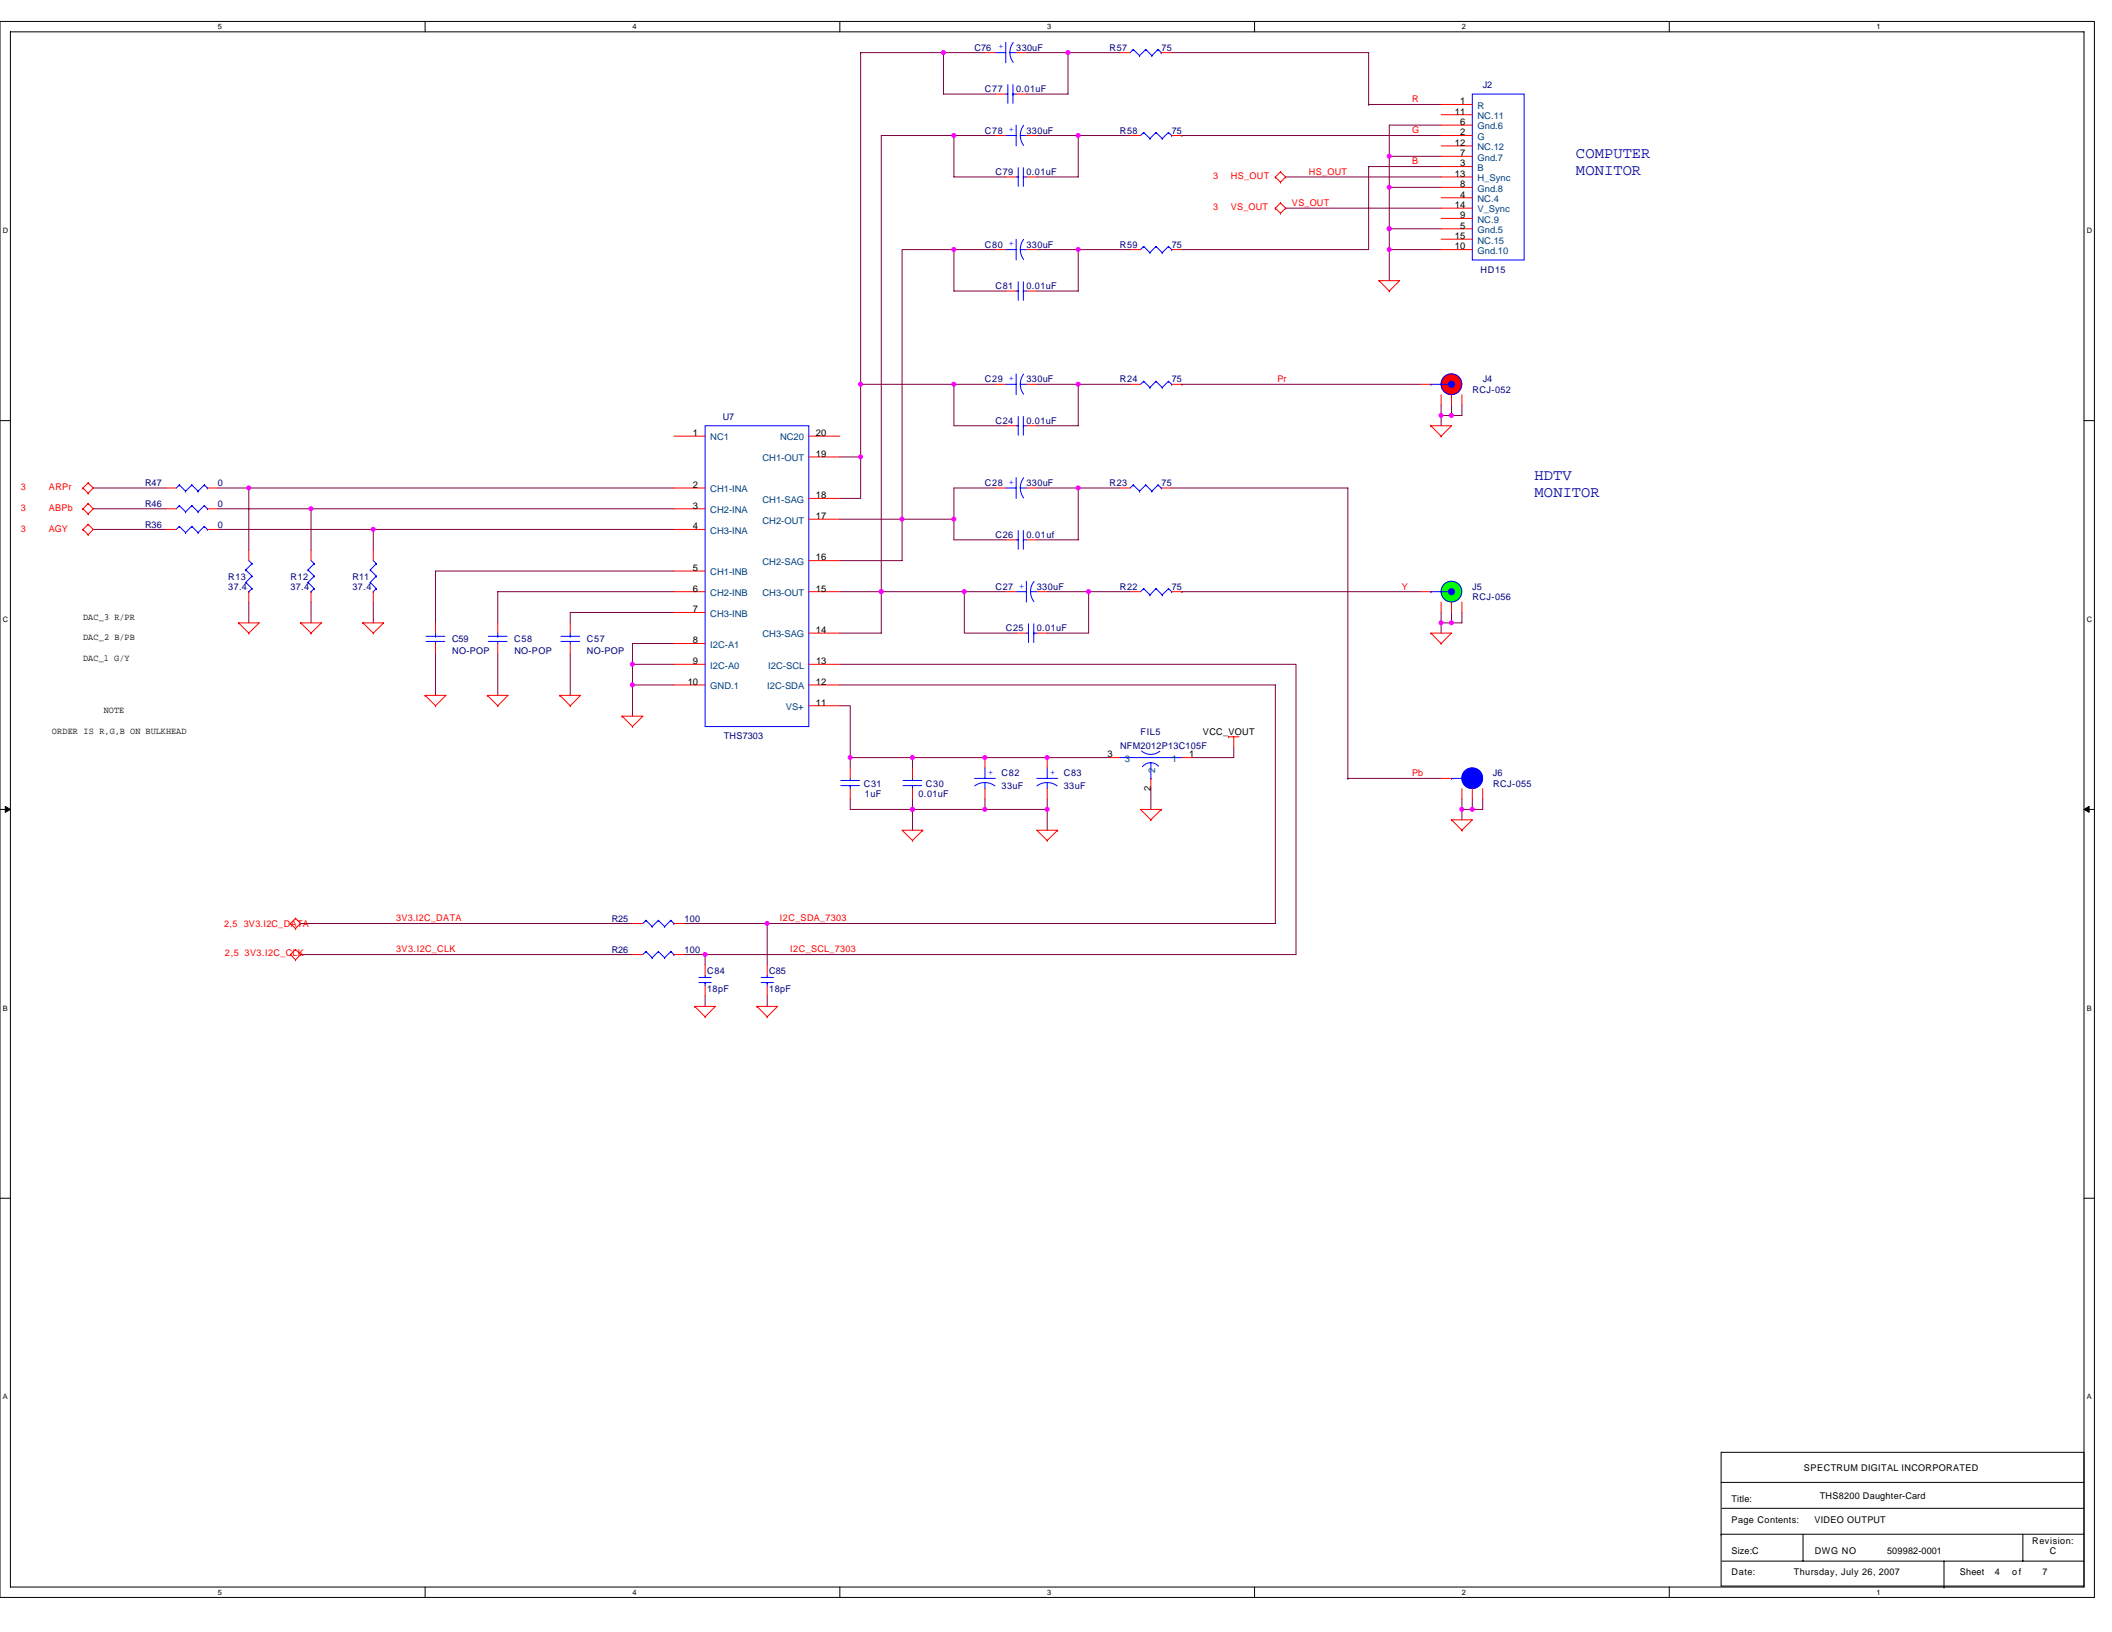 5 4 3 2 1
C76 + 330uF R57 75
C77 0.01uF
J2
R 1 R
11 NC.11
6 Gnd.6
C78 + 330uF R58 75 G 2 G
12 NC.12
7 Gnd.7
B 3 B
C79 0.01uF
3 HS_OUT HS_OUT 13 H_Sync
8 Gnd.8
4 NC.4
3 VS_OUT VS_OUT 14 V_Sync
9 NC.9
5 Gnd.5
15 NC.15
10 Gnd.10
COMPUTER
MONITOR
D D
C80 + 330uF R59 75
HD15
C81 0.01uF
C29 + 330uF R24 75 Pr J4
RCJ-052
C24 0.01uF
U7
1 NC1 NC20 20
CH1-OUT 19
HDTV
MONITOR
C28 + 330uF R23 75
3 ARPr R47 0 2 CH1-INA
CH1-SAG 18
3 ABPb R46 0 3 CH2-INA
CH2-OUT 17
3 AGY R36 0 4 CH3-INA
C26 0.01uf
CH2-SAG 16
R13 37.4
R12 37.4
R11 37.4
5 CH1-INB
6 CH2-INB CH3-OUT 15
C27 + 330uF R22 75 Y J5
RCJ-056
7 CH3-INB
C25 0.01uF
CH3-SAG 14
C C
DAC_3 R/PR
DAC_2 B/PB
DAC_1 G/Y
C59 NO-POP
C58 NO-POP
C57 NO-POP
8 I2C-A1
9 I2C-A0 I2C-SCL 13
10 GND.1 I2C-SDA 12
VS+ 11
THS7303
NOTE
ORDER IS R,G,B ON BULKHEAD
FIL5 VCC_VOUT
NFM2012P13C105F
3 3 1 1
2 2
C31 1uF
C30 0.01uF
+ C82 33uF
+ C83 33uF
Pb J6
RCJ-055
2,5 3V3.I2C_DATA 3V3.I2C_DATA R25 100 I2C_SDA_7303
2,5 3V3.I2C_CLK 3V3.I2C_CLK R26 100 I2C_SCL_7303
C84 18pF
C85 18pF
B B
A A
SPECTRUM DIGITAL INCORPORATED
Title: THS8200 Daughter-Card
Page Contents: VIDEO OUTPUT
Size:C DWG NO 509982-0001 Revision: C
Date: Thursday, July 26, 2007 Sheet 4 of 7
5 4 3 2 1